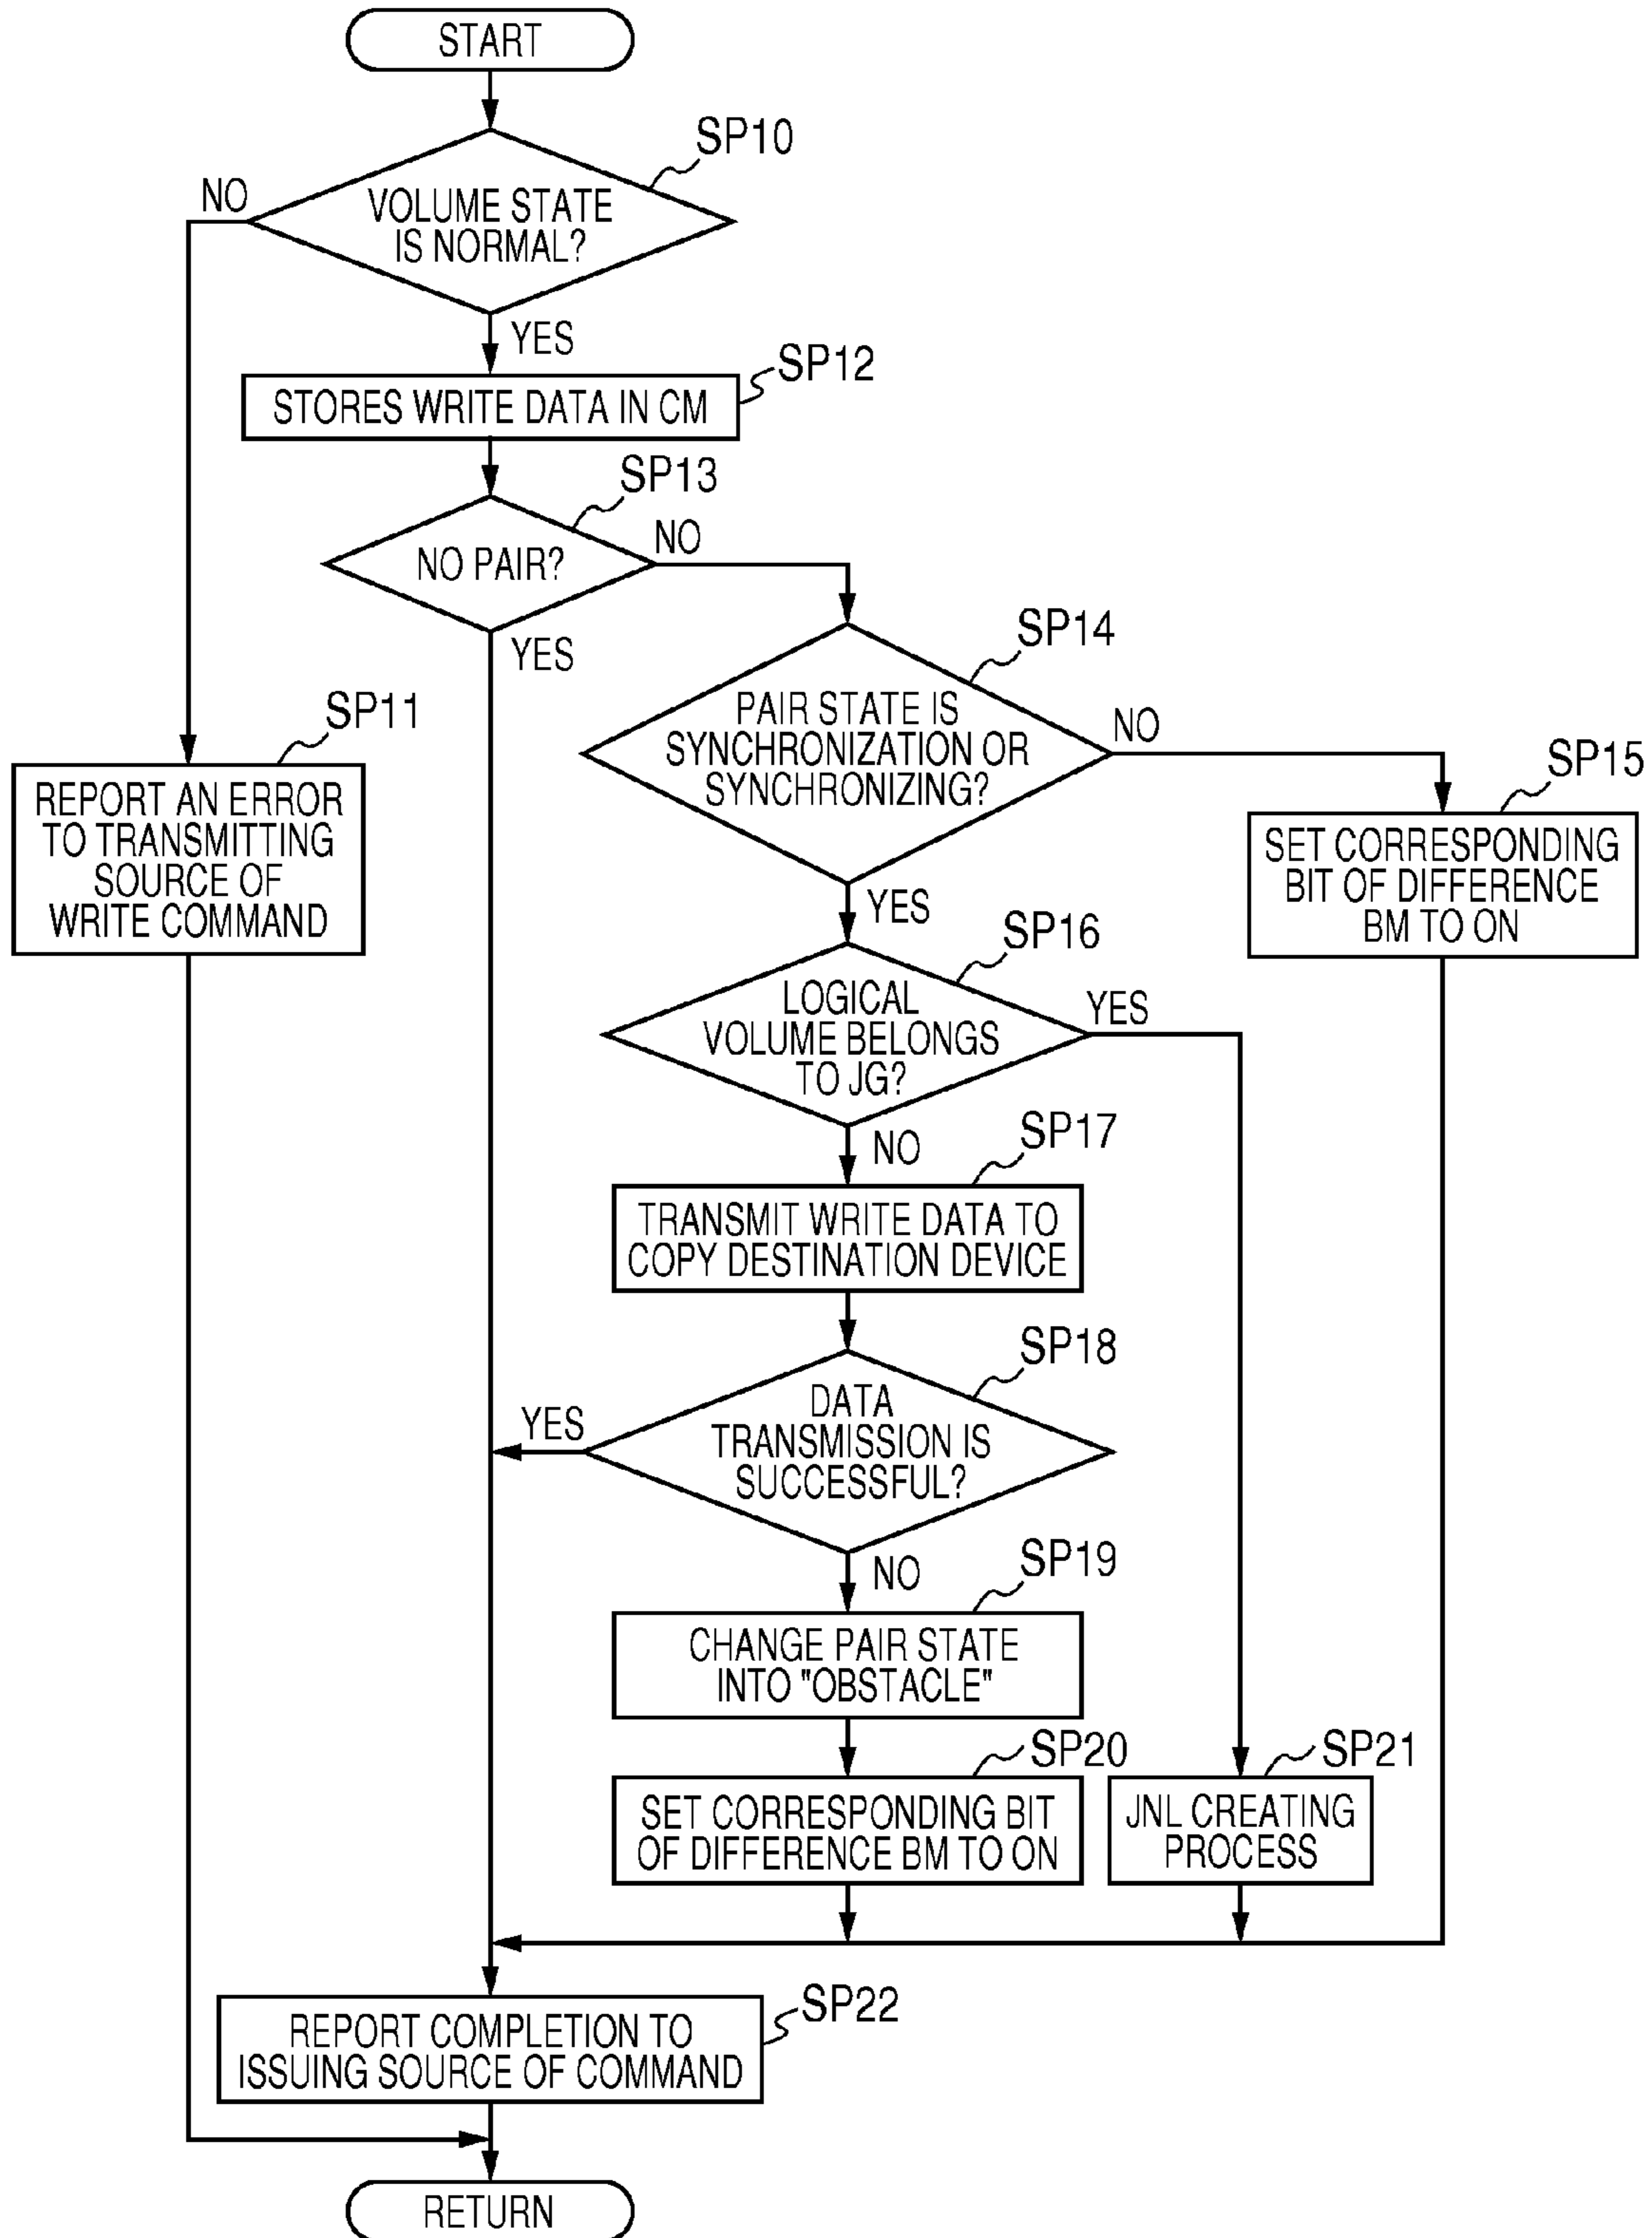 START
SP10
NO
VOLUME STATE
IS NORMAL?
YES
SP12
STORES WRITE DATA IN CM
SP13
NO
NO PAIR?
YES
SP14
PAIR STATE IS
SYNCHRONIZATION OR
SYNCHRONIZING?
NO
YES
SP11
REPORT AN ERROR
TO TRANSMITTING
SOURCE OF
WRITE COMMAND
SP15
SET CORRESPONDING
BIT OF DIFFERENCE
BM TO ON
SP16
LOGICAL
VOLUME BELONGS
TO JG?
YES
NO
SP17
TRANSMIT WRITE DATA TO
COPY DESTINATION DEVICE
SP18
DATA
TRANSMISSION IS
SUCCESSFUL?
YES
NO
SP19
CHANGE PAIR STATE
INTO "OBSTACLE"
SP20
SET CORRESPONDING BIT
OF DIFFERENCE BM TO ON
SP21
JNL CREATING
PROCESS
SP22
REPORT COMPLETION TO
ISSUING SOURCE OF COMMAND
RETURN